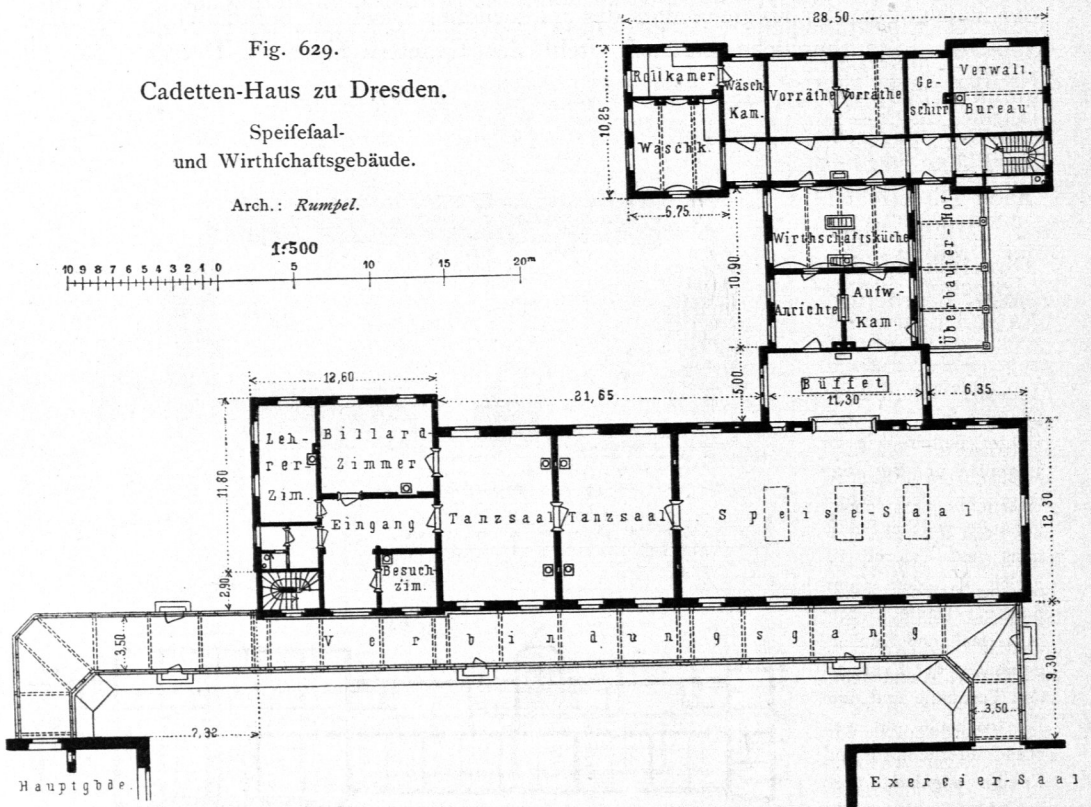 Fig. 629.
Cadetten-Haus zu Dresden.
Speiſeſaal-
und Wirthſchaftsgebäude.
Arch.: Rumpel.
1:500
10 9 8 7 6 5 4 3 2 1 0 5 10 15 20m
28,50
10,25
Rollkamer
Wäsch
Kam.
Vorräthe
Vorräthe
Ge-
schirr
Verwalt.
Bureau
Waschk.
6,75
Wirthschaftsküche
Überbauter-Hof
10,90
Anrichte
Aufw.-
Kam.
5,00
Büffet
11,30
6,35
12,60
21,65
11,80
Leh-
rer-
Zim.
Billard-
Zimmer
Eingang
Tanzsaal
Tanzsaal
Speise-Saal
12,30
Besuch-
zim.
2,90
3,50
Verbindungsgang
9,30
3,50
7,32
Hauptgbde.
Exercier-Saal